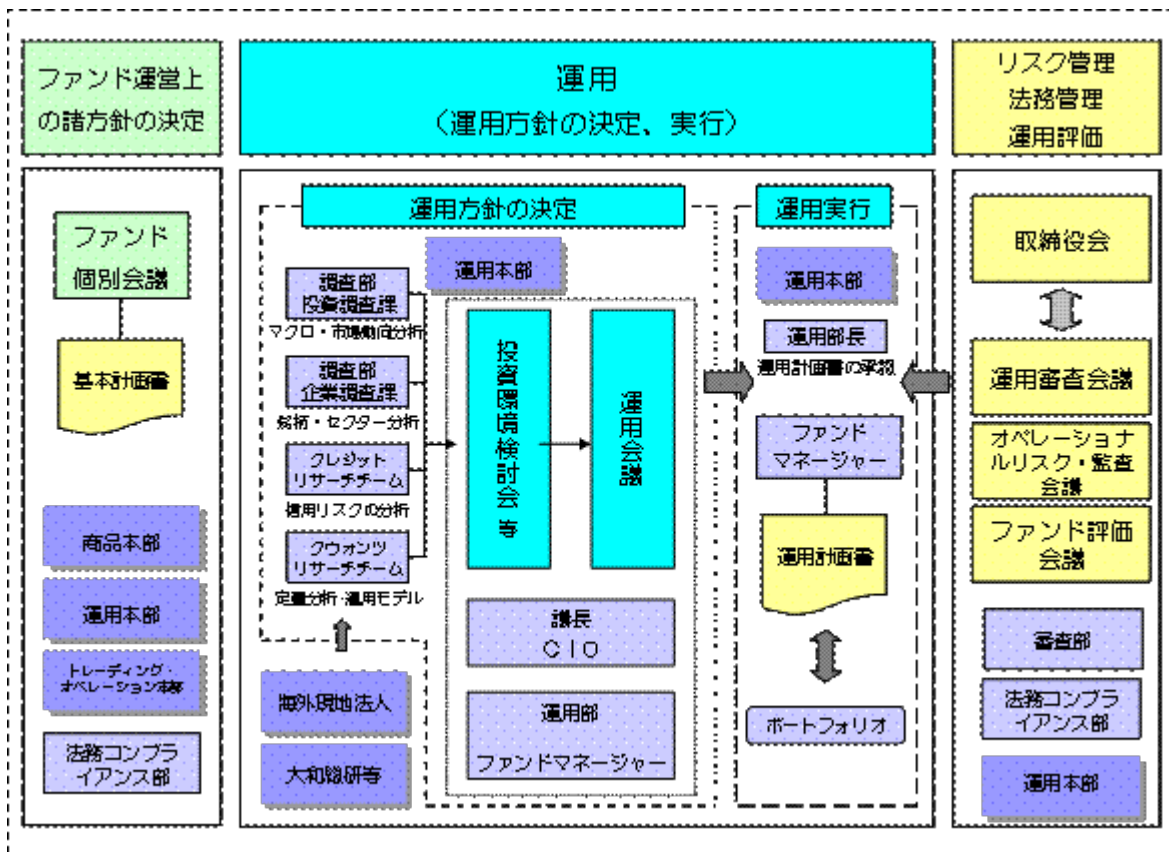 ファンド運営上
の諸方針の決定
運用
（運用方針の決定、実行）
リスク管理
法務管理
運用評価
ファンド
個別会議
基本計画書
商品本部
運用本部
トレーディング・
オペレーション本部
法務コンプラ
イアンス部
運用方針の決定
運用本部
調査部
投資調査課
マクロ・市場動向分析
調査部
企業調査課
銘柄・セクター分析
クレジット
リサーチチーム
信用リスクの分析
クウォンツ
リサーチチーム
定量分析・運用モデル
海外現地法人
大和総研等
投資環境検討会 等
運用会議
議長
ＣＩＯ
運用部
ファンドマネージャー
運用実行
運用本部
運用部長
運用計画書の承認
ファンド
マネージャー
運用計画書
ポートフォリオ
取締役会
運用審査会議
オペレーショナ
ルリスク・監査
会議
ファンド評価
会議
審査部
法務コンプラ
イアンス部
運用本部